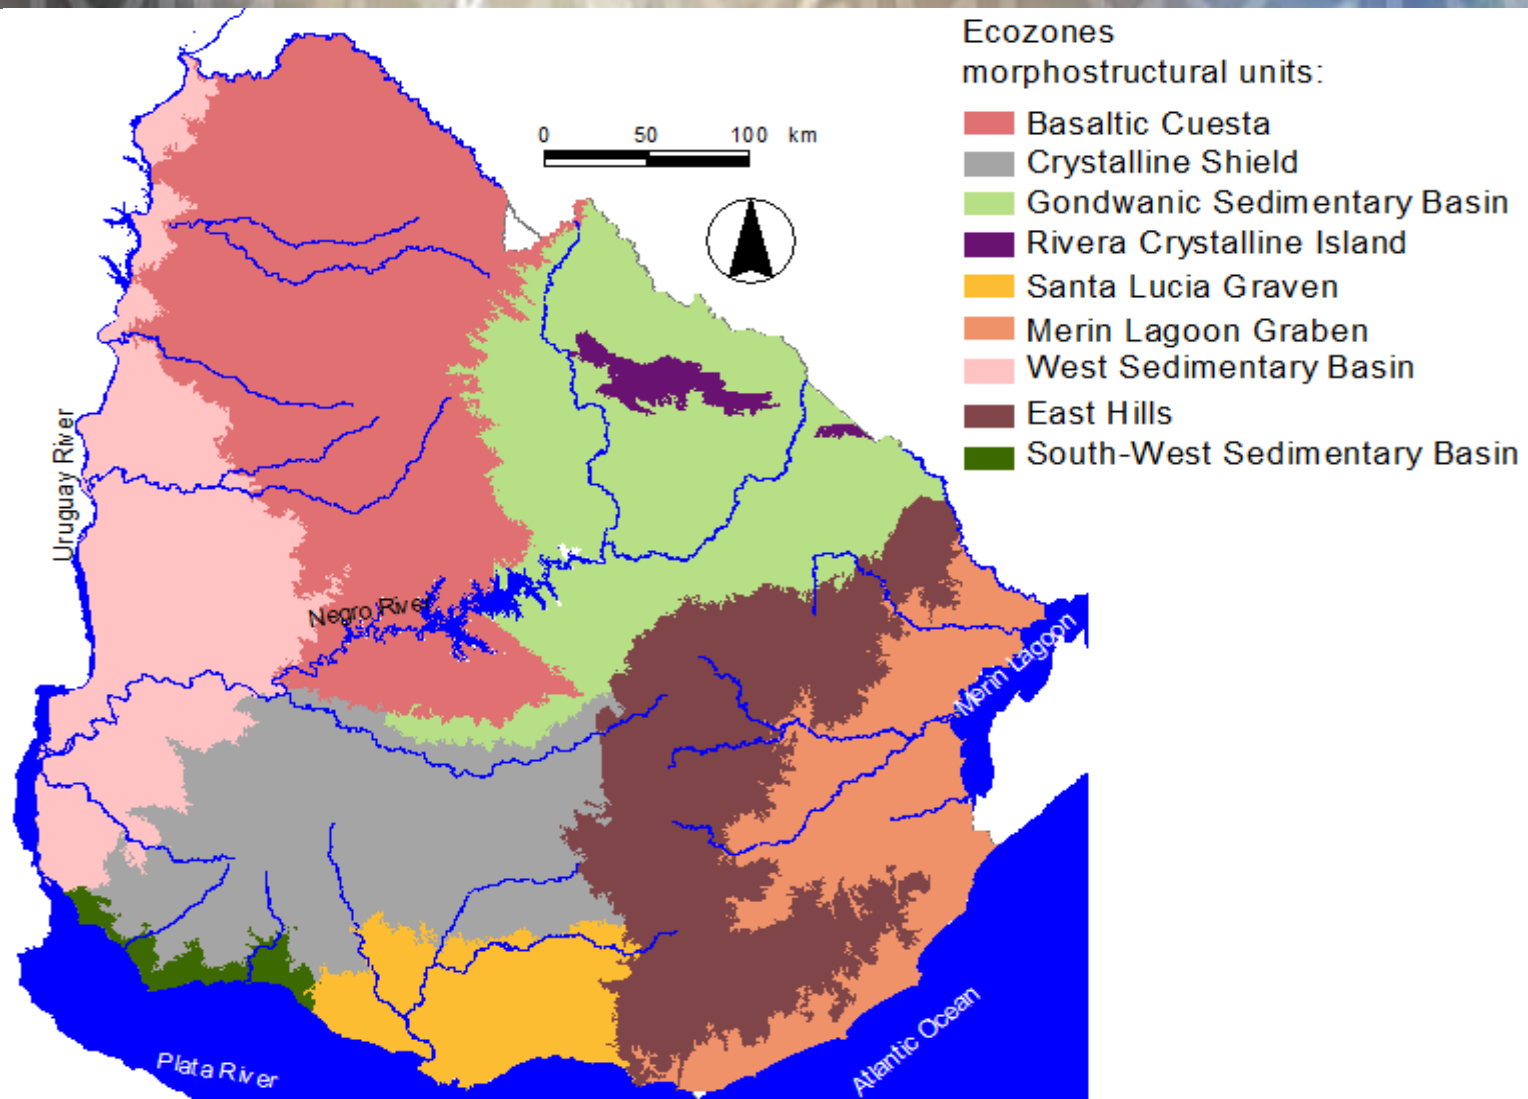 Ecozones
morphostructural units:
Basaltic Cuesta
Crystalline Shield
Gondwanic Sedimentary Basin
Rivera Crystalline Island
Santa Lucia Graven
Merin Lagoon Graben
West Sedimentary Basin
East Hills
South-West Sedimentary Basin
0 50 100 km
Uruguay River
Negro River
Merin Lagoon
Atlantic Ocean
Plata River